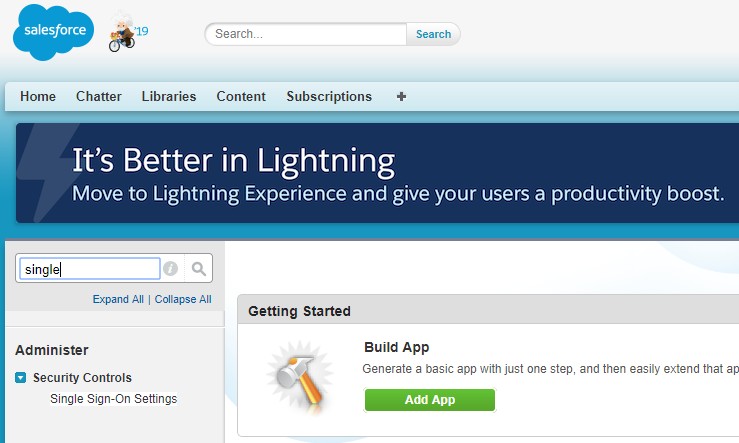 salesforce
'19
Search...
Search
Home Chatter Libraries Content Subscriptions +
It's Better in Lightning
Move to Lightning Experience and give your users a productivity boost.
single
Expand All | Collapse All
Getting Started
Administer
Build App
Generate a basic app with just one step, and then easily extend that ap
Security Controls
Add App
Single Sign-On Settings